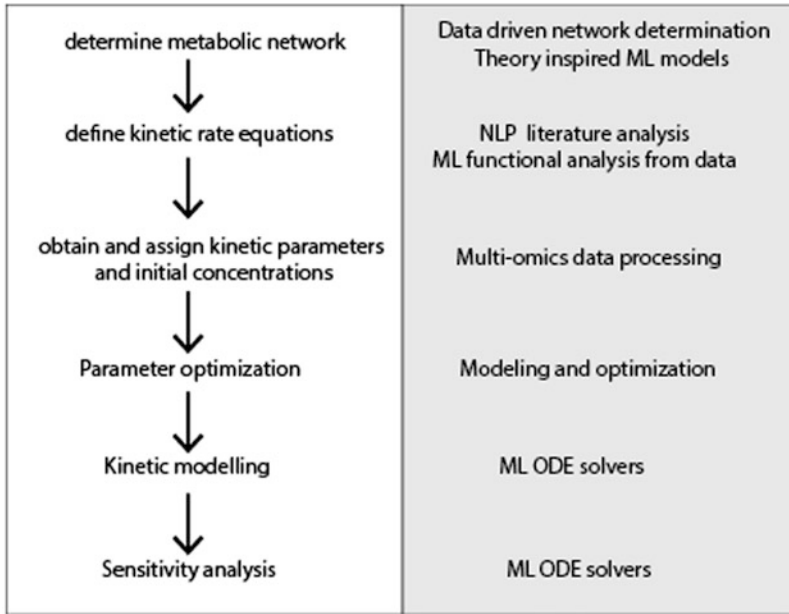 determine metabolic network
define kinetic rate equations
obtain and assign kinetic parameters
and initial concentrations
Parameter optimization
Kinetic modelling
Sensitivity analysis
Data driven network determination
Theory inspired ML models
NLP literature analysis
ML functional analysis from data
Multi-omics data processing
Modeling and optimization
ML ODE solvers
ML ODE solvers